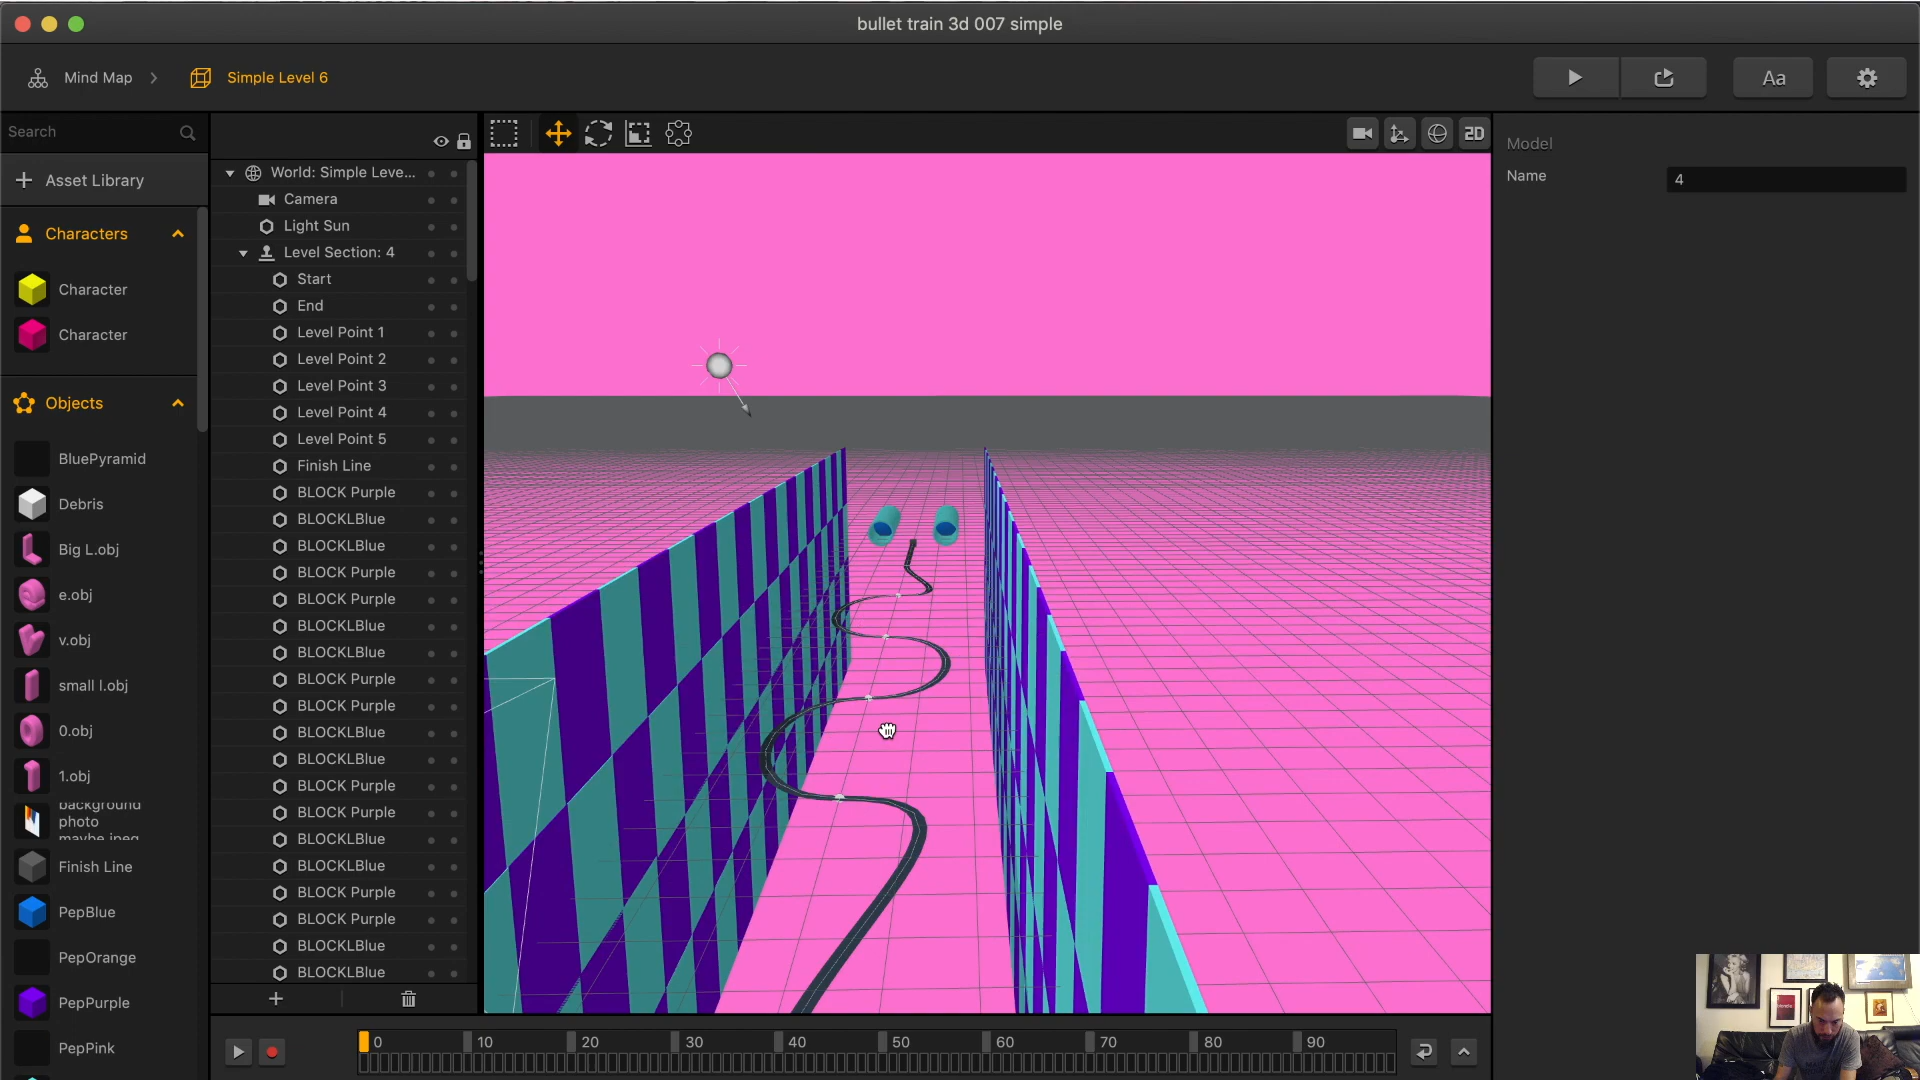 bullet train 3d 007 simple
Mind Map
Simple Level 6
Aa
Search
Asset Library
Characters
Character
Character
Objects
BluePyramid
Debris
Big L.obj
e.obj
v.obj
small l.obj
0.obj
1.obj
background
photo
maybe.jpeg
Finish Line
PepBlue
PepOrange
PepPurple
PepPink
World: Simple Leve...
Camera
Light Sun
Level Section: 4
Start
End
Level Point 1
Level Point 2
Level Point 3
Level Point 4
Level Point 5
Finish Line
BLOCK Purple
BLOCKLBlue
BLOCKLBlue
BLOCK Purple
BLOCK Purple
BLOCKLBlue
BLOCKLBlue
BLOCK Purple
BLOCK Purple
BLOCKLBlue
BLOCKLBlue
BLOCK Purple
BLOCK Purple
BLOCKLBlue
BLOCKLBlue
BLOCK Purple
BLOCK Purple
BLOCKLBlue
BLOCKLBlue
2D
Model
Name 4
0 10 20 30 40 50 60 70 80 90